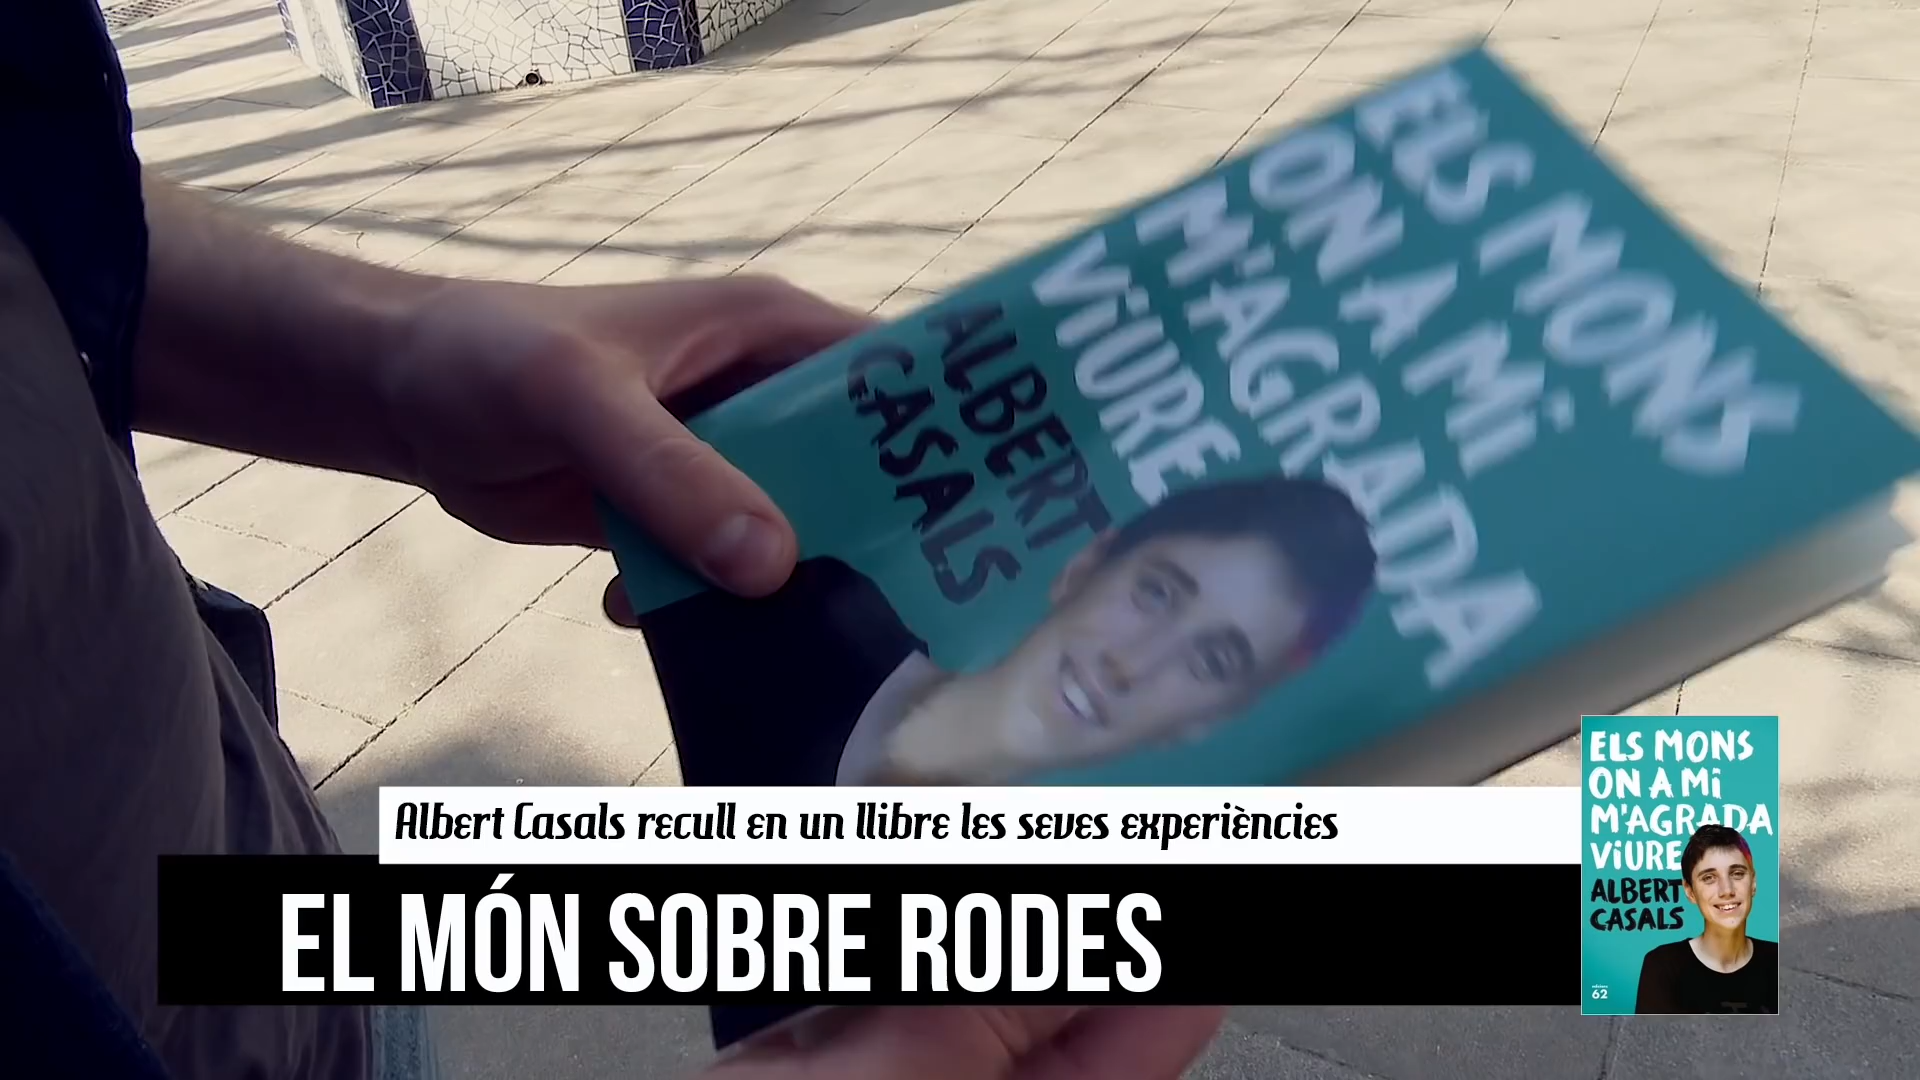 ELS MONS
ON A Mi
M'AGRADA
ViURE
ALBERT
CASALS
Albert Casals recull en un llibre les seves experiències
EL MÓN SOBRE RODES
ELS MONS
ON A Mi
M'AGRADA
ViURE
ALBERT
CASALS
edicions
62